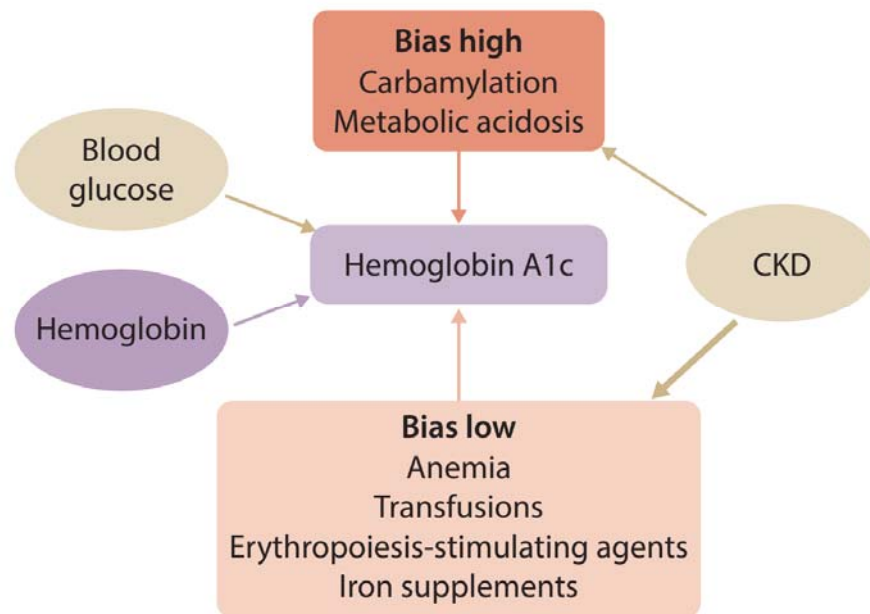 Bias high
Carbamylation
Metabolic acidosis
Blood
glucose
Hemoglobin A1c
CKD
Hemoglobin
Bias low
Anemia
Transfusions
Erythropoiesis-stimulating agents
Iron supplements